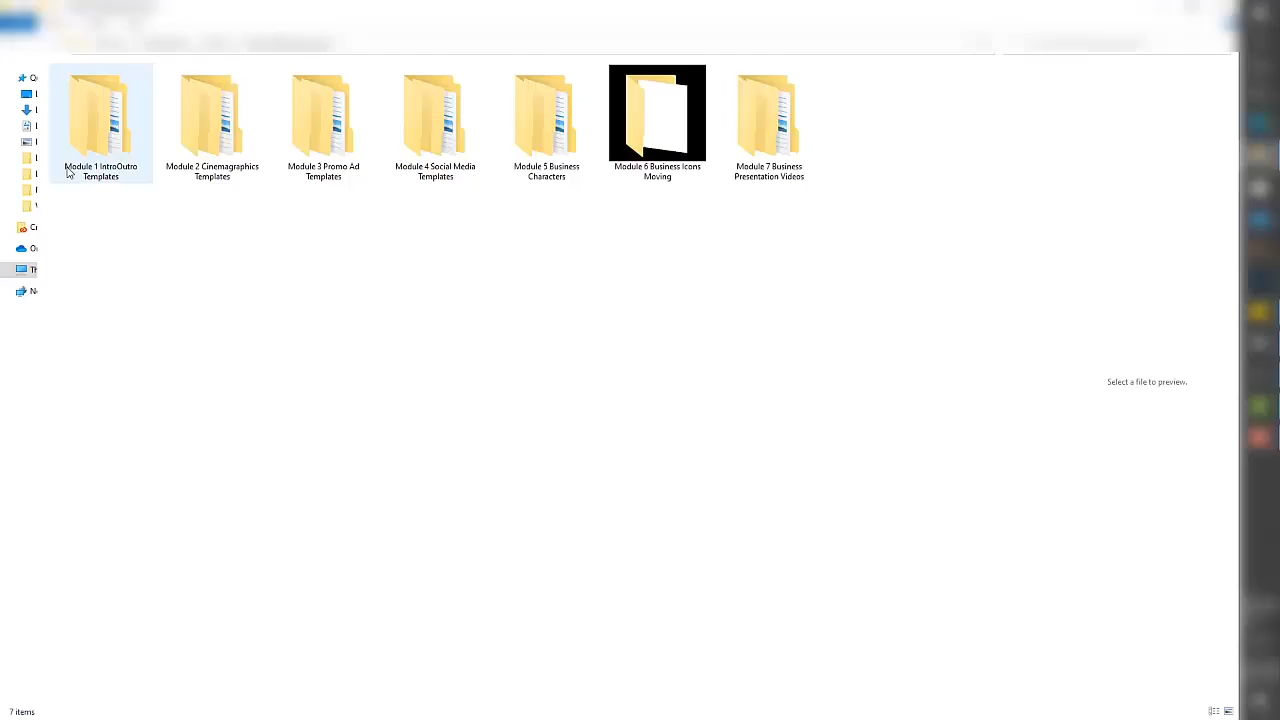 Module 1 IntroOutro
Templates
Module 2 Cinemagraphics
Templates
Module 3 Promo Ad
Templates
Module 4 Social Media
Templates
Module 5 Business
Characters
Module 6 Business Icons
Moving
Module 7 Business
Presentation Videos
Select a file to preview.
7 items